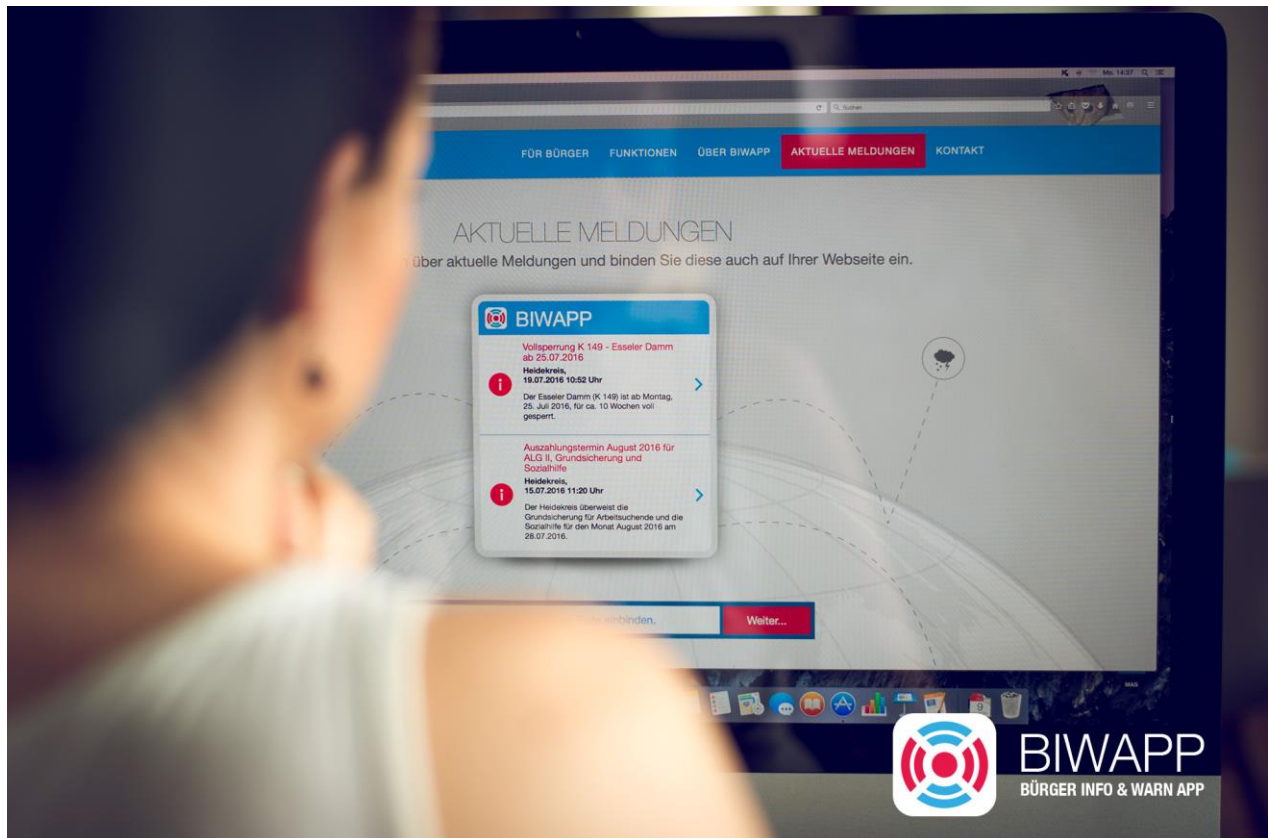 Mo. 14:37
Suchen
FÜR BÜRGER FUNKTIONEN ÜBER BIWAPP AKTUELLE MELDUNGEN KONTAKT
AKTUELLE MELDUNGEN
über aktuelle Meldungen und binden Sie diese auch auf Ihrer Webseite ein.
BIWAPP
Vollsperrung K 149 - Esseler Damm
ab 25.07.2016
Heidekreis,
19.07.2016 10:52 Uhr
Der Esseler Damm (K 149) ist ab Montag,
25. Juli 2016, für ca. 10 Wochen voll
gesperrt.
Auszahlungstermin August 2016 für
ALG II, Grundsicherung und
Sozialhilfe
Heidekreis,
15.07.2016 11:20 Uhr
Der Heidekreis überweist die
Grundsicherung für Arbeitsuchende und die
Sozialhilfe für den Monat August 2016 am
28.07.2016.
einbinden. Weiter...
9
BIWAPP
BÜRGER INFO & WARN APP